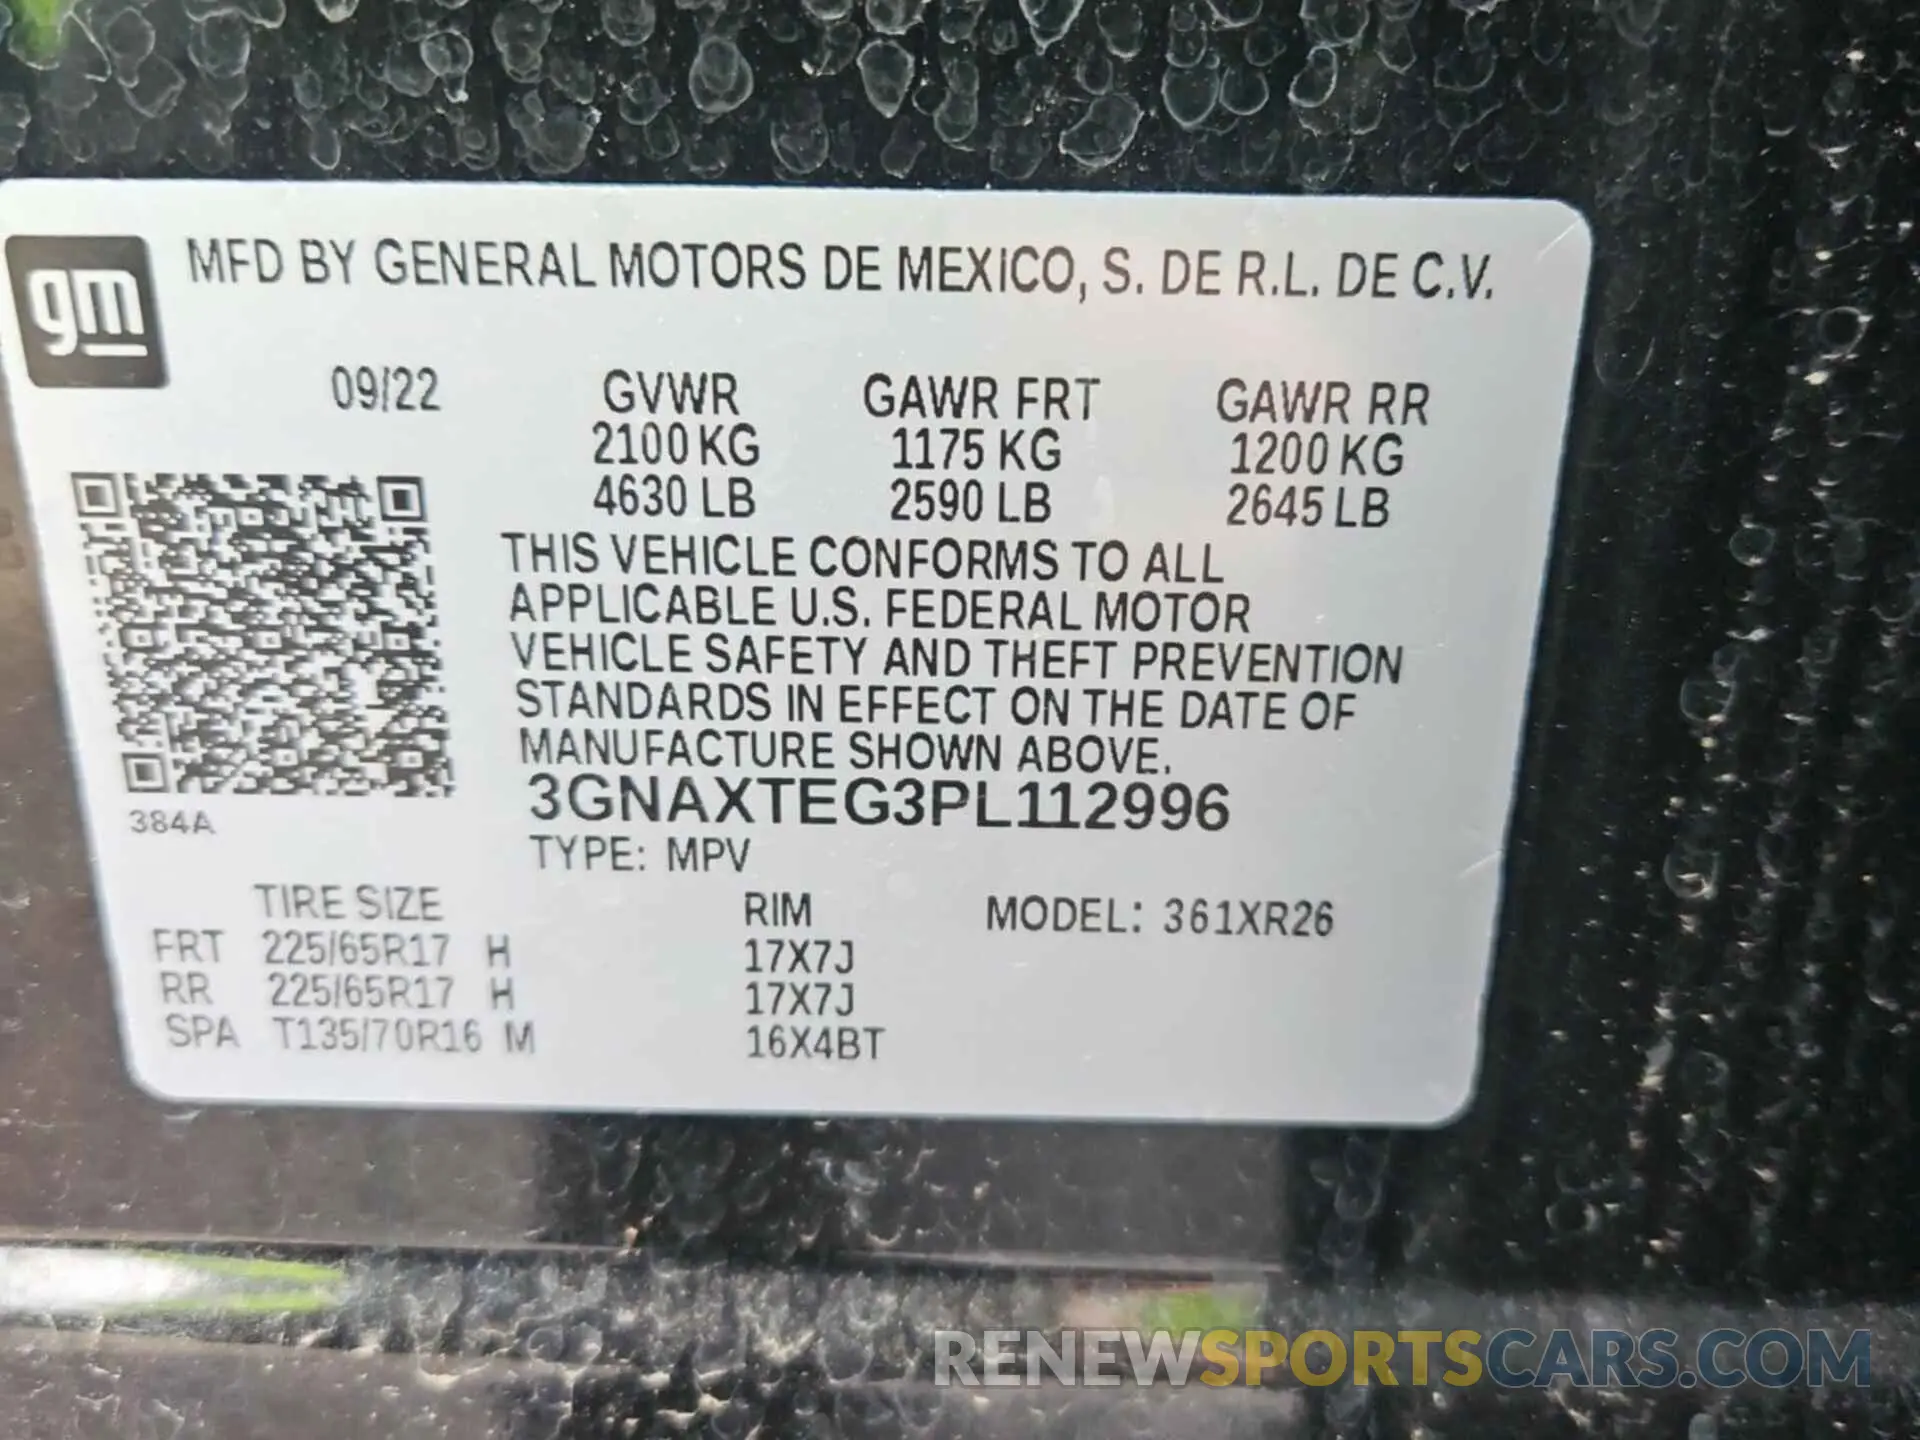 gm
MFD BY GENERAL MOTORS DE MEXICO, S. DE R.L. DE C.V.
09/22 GVWR GAWR FRT GAWR RR
2100 KG 1175 KG 1200 KG
4630 LB 2590 LB 2645 LB
THIS VEHICLE CONFORMS TO ALL
APPLICABLE U.S. FEDERAL MOTOR
VEHICLE SAFETY AND THEFT PREVENTION
STANDARDS IN EFFECT ON THE DATE OF
MANUFACTURE SHOWN ABOVE.
3GNAXTEG3PL112996
384A
TYPE: MPV
TIRE SIZE RIM MODEL: 361XR26
FRT 225/65R17 H 17X7J
RR 225/65R17 H 17X7J
SPA T135/70R16 M 16X4BT
RENEWSPORTSCARS.COM